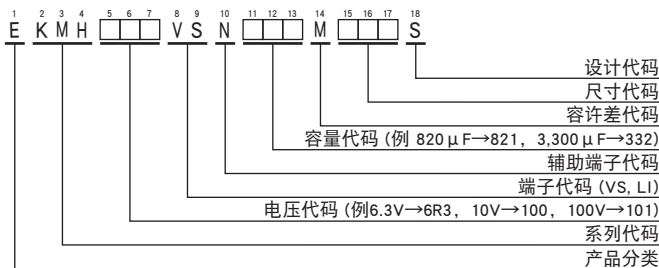 1 2 3 4 5 6 7 8 9 10 11 12 13 14 15 16 17 18
E K M H □□□ V S N □□□ M □□□ S
设计代码
尺寸代码
容许差代码
容量代码 (例 820μF→821，3,300μF→332)
辅助端子代码
端子代码 (VS, LI)
电压代码 (例6.3V→6R3，10V→100，100V→101)
系列代码
产品分类